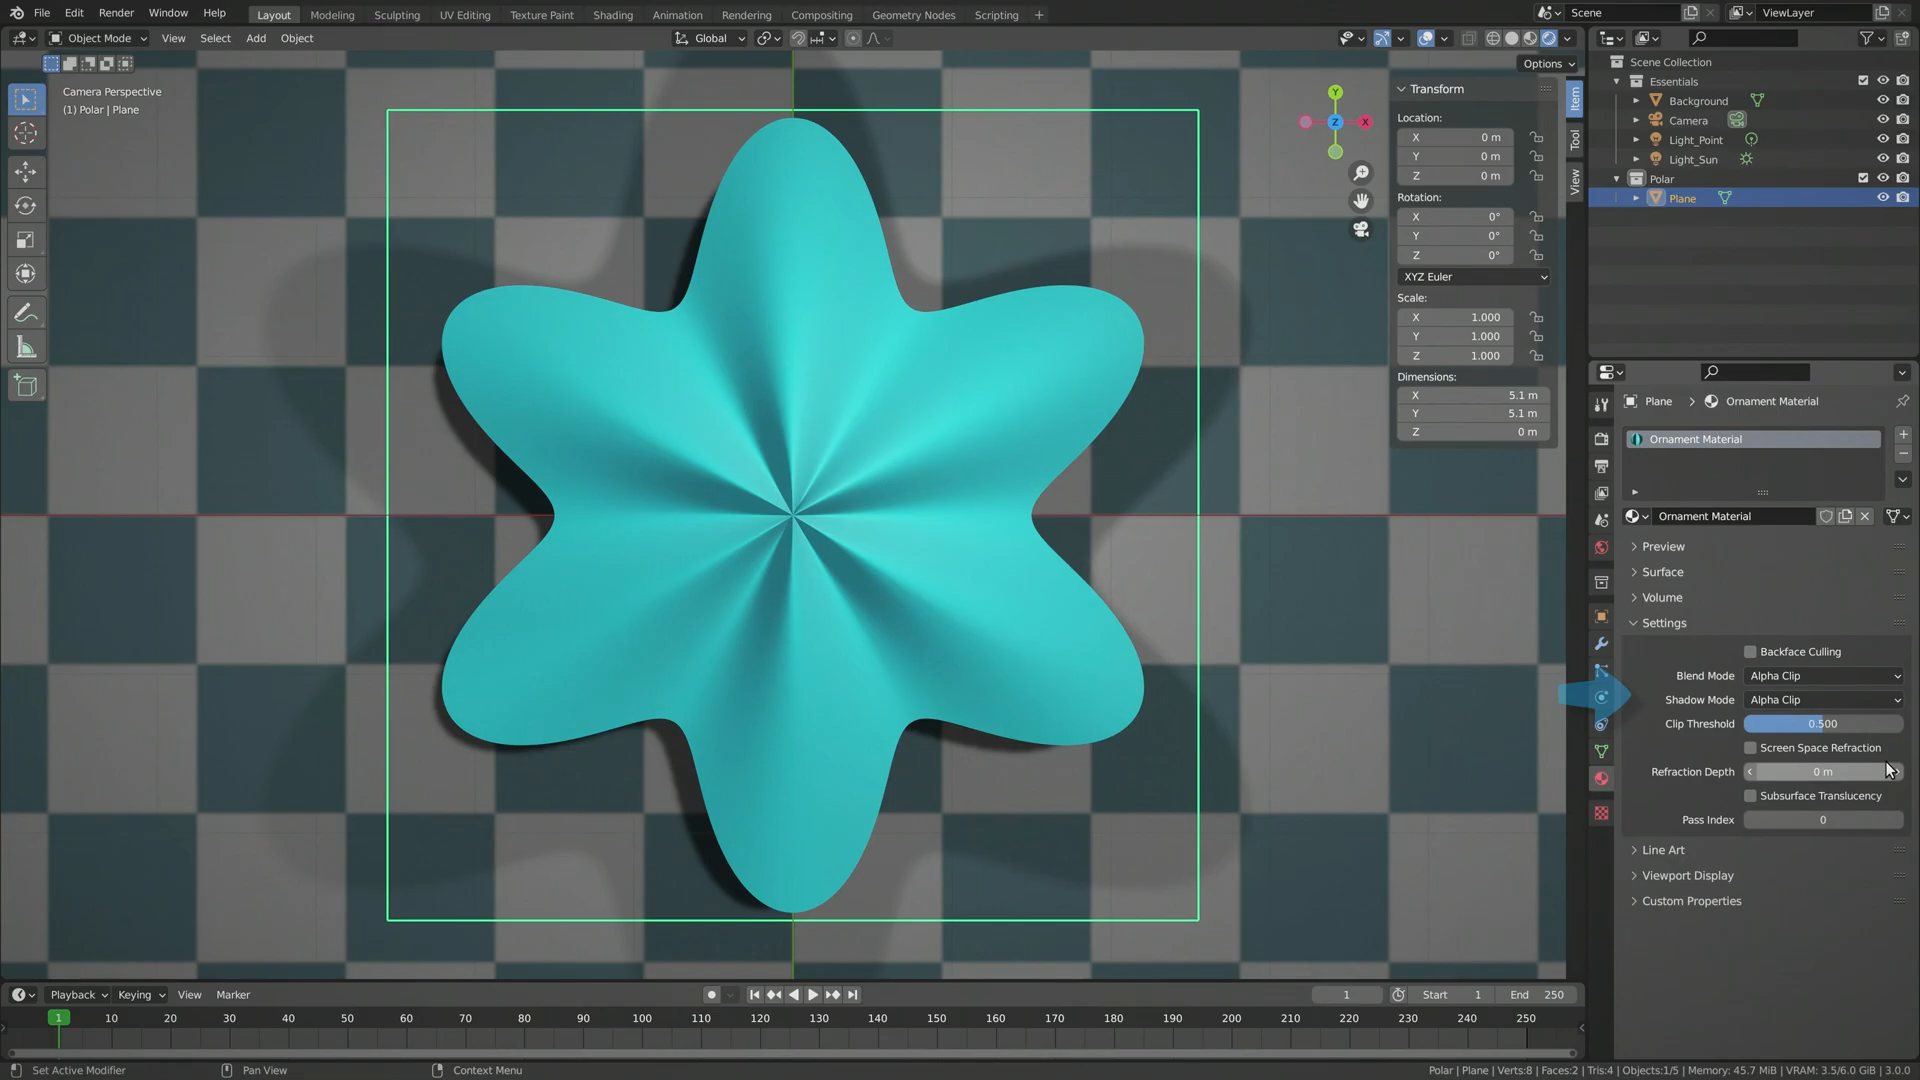 File Edit Render Window Help
Layout Modeling Sculpting UV Editing Texture Paint Shading Animation Rendering Compositing Geometry Nodes Scripting +
Scene
ViewLayer
Object Mode View Select Add Object
Global
Options
Camera Perspective
(1) Polar | Plane
Y
Z
X
Transform
Location:
X 0 m
Y 0 m
Z 0 m
Rotation:
X 0°
Y 0°
Z 0°
XYZ Euler
Scale:
X 1.000
Y 1.000
Z 1.000
Dimensions:
X 5.1 m
Y 5.1 m
Z 0 m
Item
Tool
View
Scene Collection
Essentials
Background
Camera
Light_Point
Light_Sun
Polar
Plane
Plane > Ornament Material
Ornament Material
Ornament Material
Preview
Surface
Volume
Settings
Backface Culling
Blend Mode Alpha Clip
Shadow Mode Alpha Clip
Clip Threshold 0.500
Screen Space Refraction
Refraction Depth 0 m
Subsurface Translucency
Pass Index 0
Line Art
Viewport Display
Custom Properties
Playback Keying View Marker
1 Start 1 End 250
1 10 20 30 40 50 60 70 80 90 100 110 120 130 140 150 160 170 180 190 200 210 220 230 240 250
Set Active Modifier Pan View Context Menu
Polar | Plane | Verts:8 | Faces:2 | Tris:4 | Objects:1/5 | Memory: 45.7 MiB | VRAM: 3.5/6.0 GiB | 3.0.0